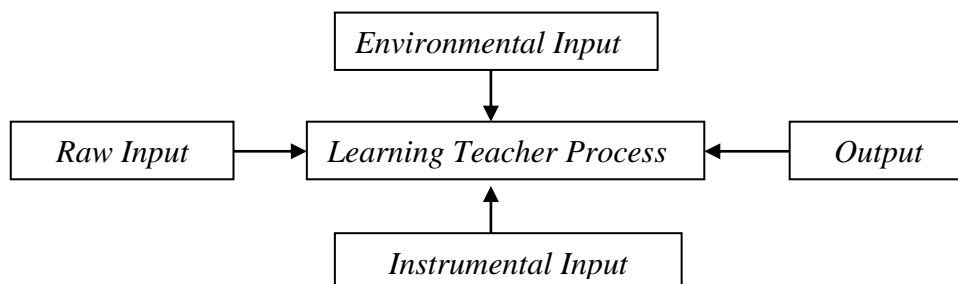 Environmental Input
Raw Input
Learning Teacher Process
Output
Instrumental Input